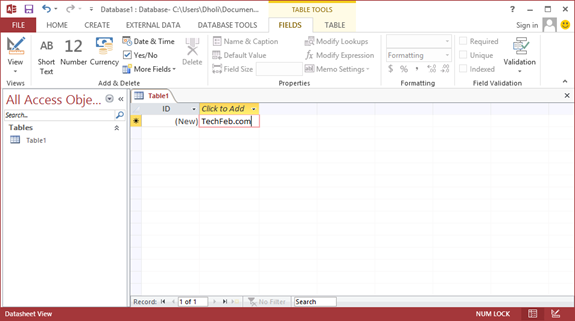 Database1 : Database- C:\Users\Dholi\Documen...
TABLE TOOLS
?
FILE HOME CREATE EXTERNAL DATA DATABASE TOOLS FIELDS TABLE
Sign in
View
Views
AB
Short Text
12
Number
Currency
Date & Time
Yes/No
More Fields
Delete
Add & Delete
Name & Caption
Default Value
Field Size
Modify Lookups
Modify Expression
Memo Settings
ab
Properties
Formatting
$ % ,
Formatting
Required
Unique
Indexed
Validation
Field Validation
All Access Obje...
Search...
Tables
Table1
Table1
ID Click to Add
(New) TechFeb.com
Record: 1 of 1 No Filter Search
Datasheet View
NUM LOCK